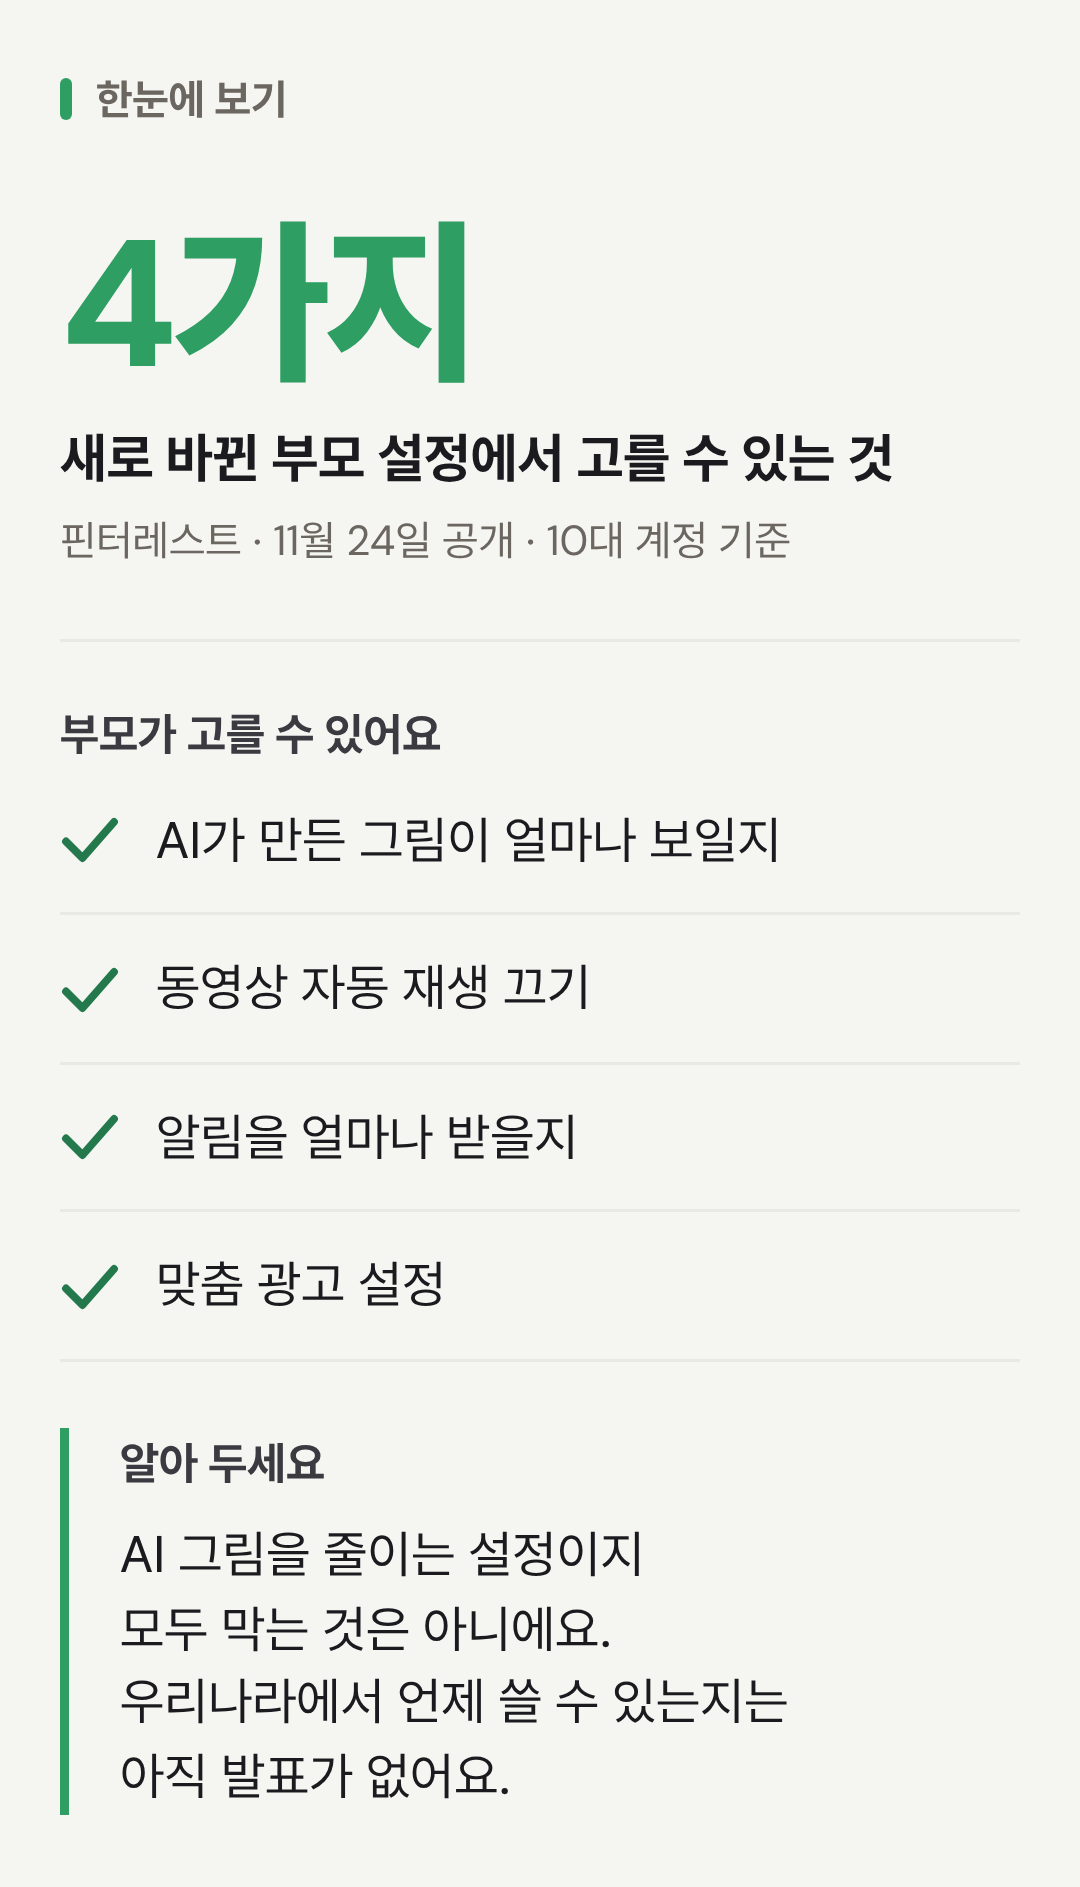 한눈에 보기
4가지
새로 바뀐 부모 설정에서 고를 수 있는 것
핀터레스트 · 11월 24일 공개 · 10대 계정 기준
부모가 고를 수 있어요
AI가 만든 그림이 얼마나 보일지
동영상 자동 재생 끄기
알림을 얼마나 받을지
맞춤 광고 설정
알아 두세요
AI 그림을 줄이는 설정이지
모두 막는 것은 아니에요.
우리나라에서 언제 쓸 수 있는지는
아직 발표가 없어요.